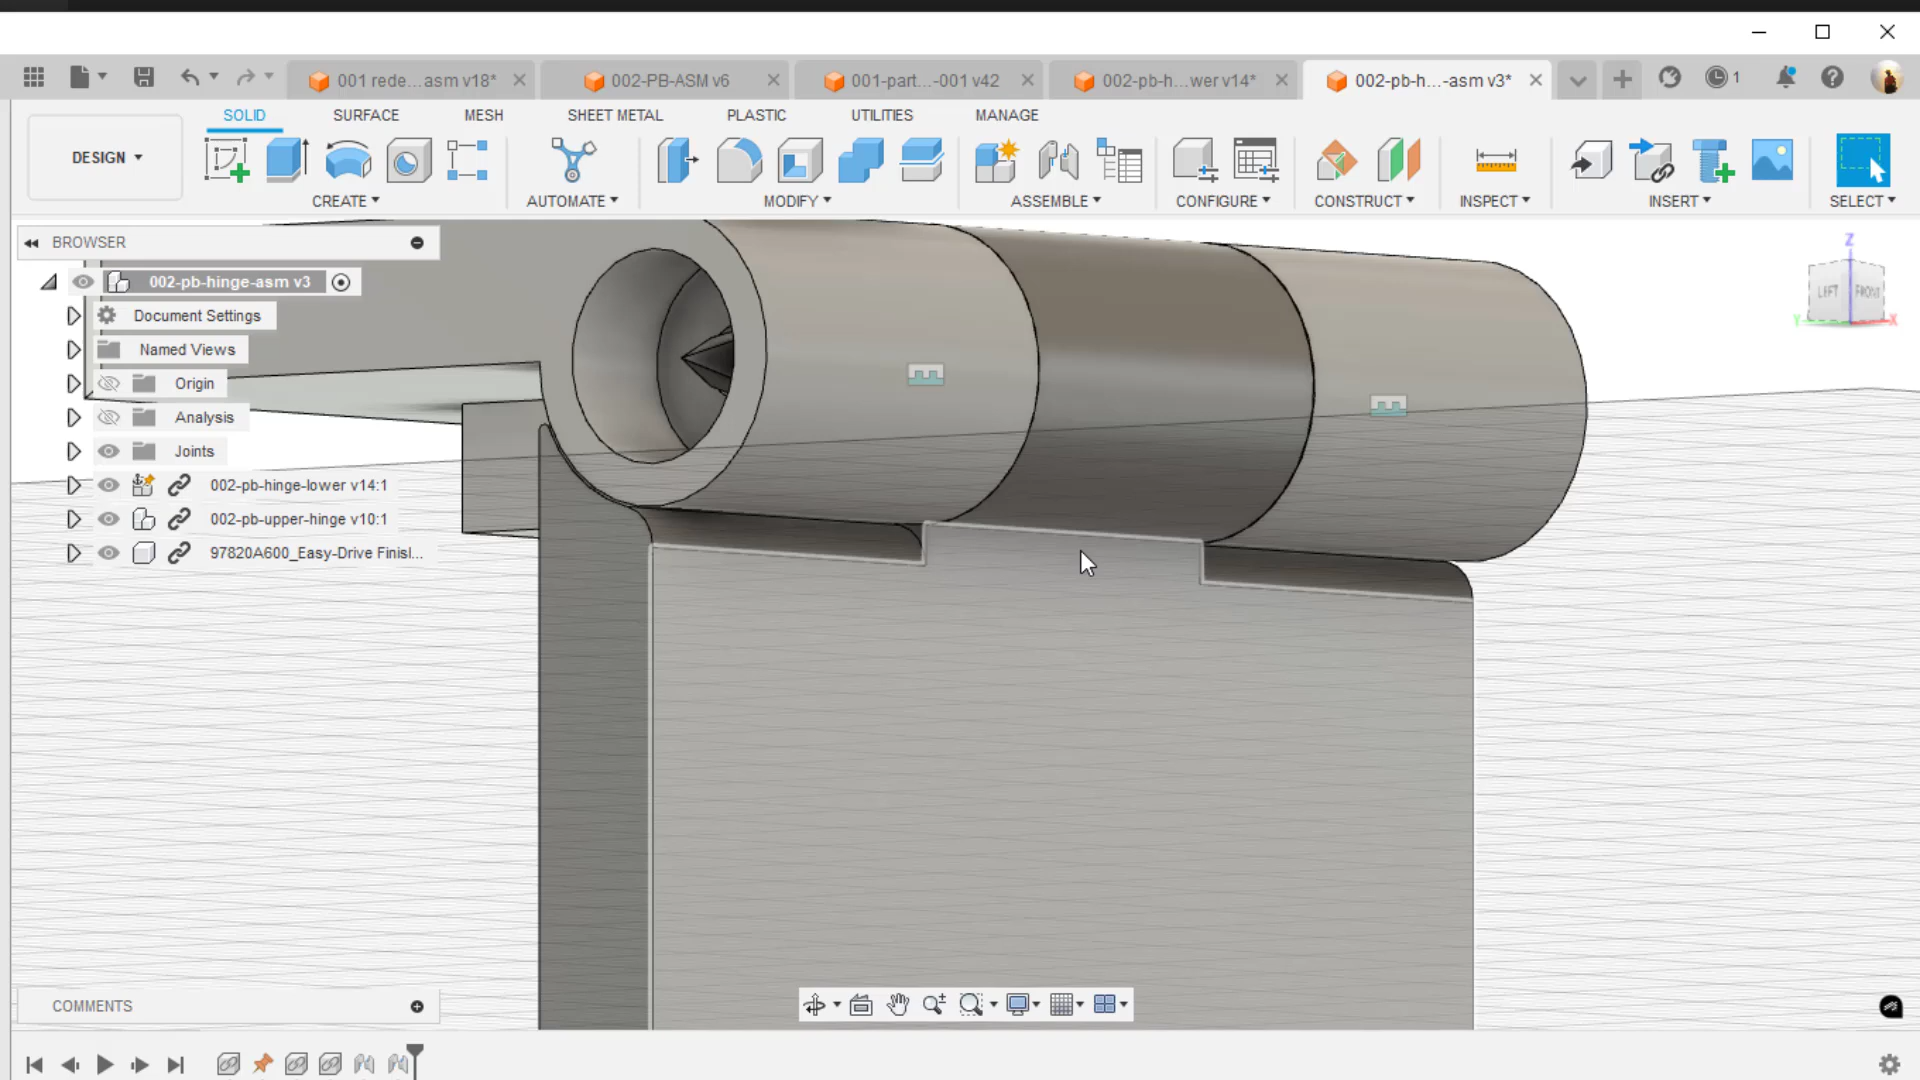 001 rede...asm v18*
002-PB-ASM v6
001-part...-001 v42
002-pb-h...wer v14*
002-pb-h...-asm v3*
1
SOLID
SURFACE
MESH
SHEET METAL
PLASTIC
UTILITIES
MANAGE
DESIGN
CREATE
AUTOMATE
MODIFY
ASSEMBLE
CONFIGURE
CONSTRUCT
INSPECT
INSERT
SELECT
BROWSER
002-pb-hinge-asm v3
Document Settings
Named Views
Origin
Analysis
Joints
002-pb-hinge-lower v14:1
002-pb-upper-hinge v10:1
97820A600_Easy-Drive Finisl...
Z
LEFT
FRONT
Y
X
COMMENTS